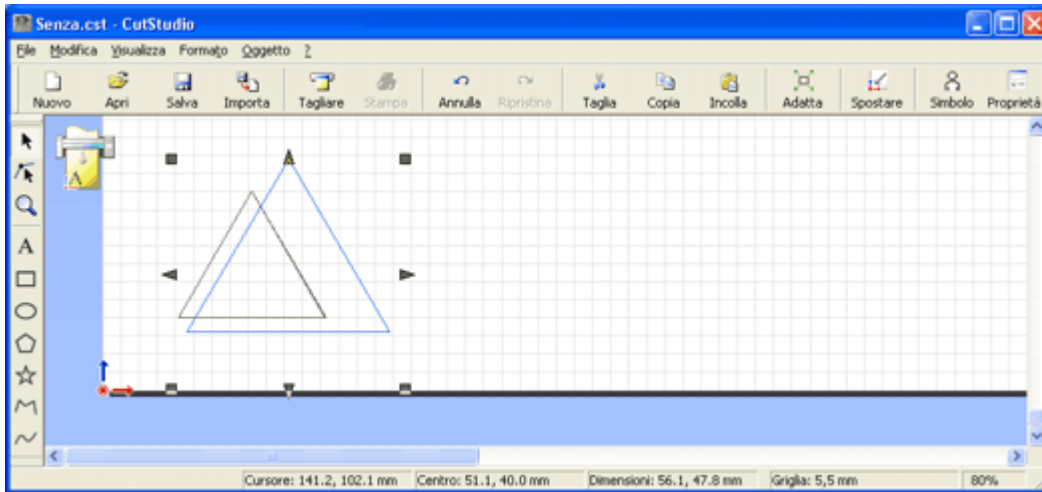 Senza.cst - CutStudio
File Modifica Visualizza Formato Oggetto ?
Nuovo Apri Salva Importa Tagliare Stampa Annulla Ripristina Taglia Copia Incolla Adatta Spostare Simbolo Proprietà
A
A
Cursore: 141.2, 102.1 mm Centro: 51.1, 40.0 mm Dimensioni: 56.1, 47.8 mm Griglia: 5,5 mm 80%